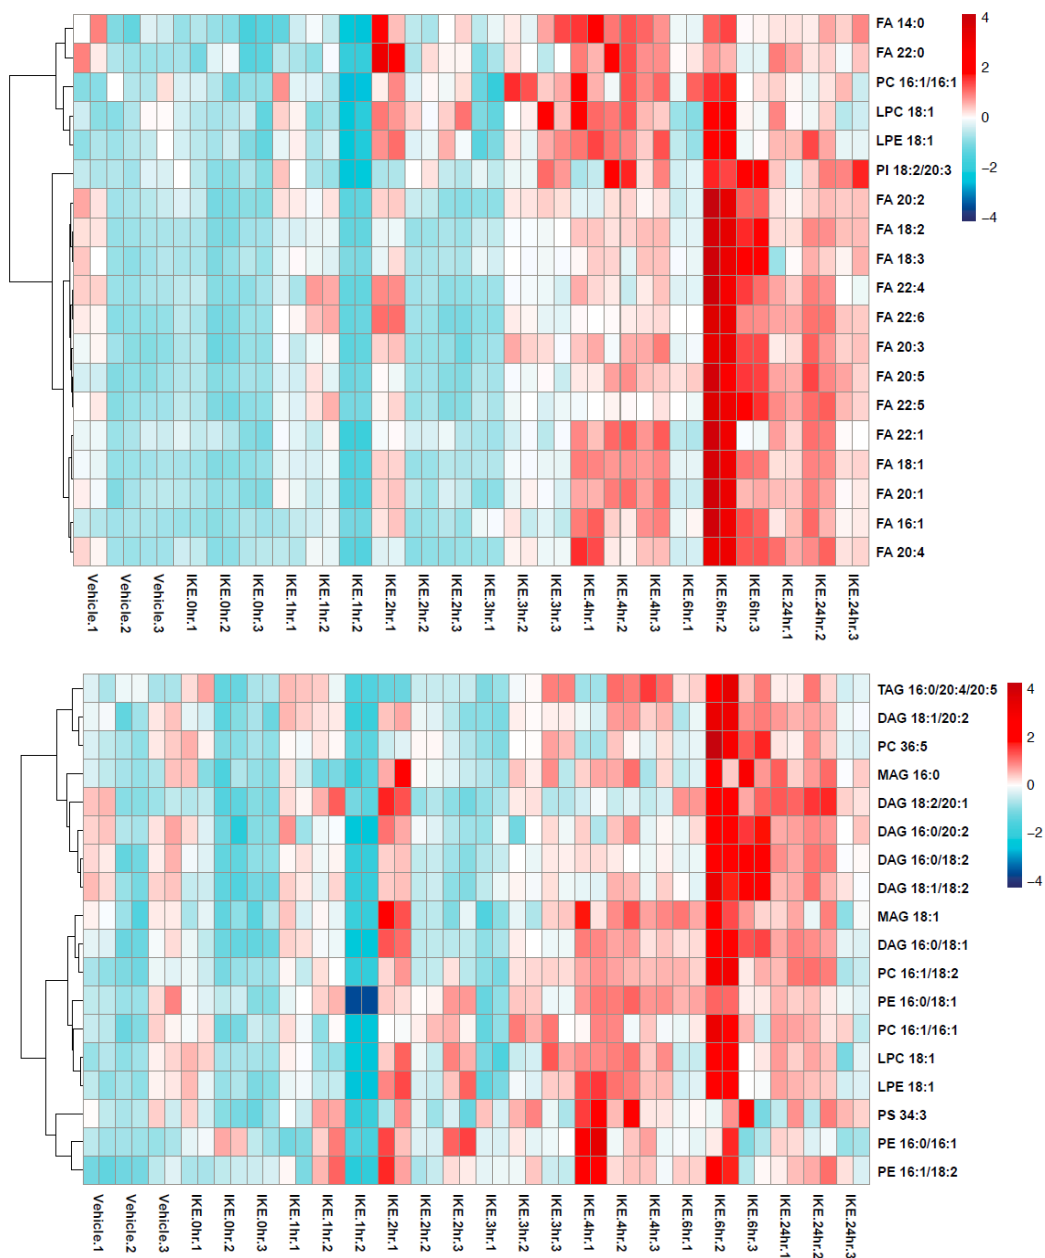 FA 14:0
FA 22:0
PC 16:1/16:1
LPC 18:1
LPE 18:1
PI 18:2/20:3
FA 20:2
FA 18:2
FA 18:3
FA 22:4
FA 22:6
FA 20:3
FA 20:5
FA 22:5
FA 22:1
FA 18:1
FA 20:1
FA 16:1
FA 20:4
4
2
0
−2
−4
Vehicle.1
Vehicle.2
Vehicle.3
IKE.0hr.1
IKE.0hr.2
IKE.0hr.3
IKE.1hr.1
IKE.1hr.2
IKE.1hr.2
IKE.2hr.1
IKE.2hr.2
IKE.2hr.3
IKE.3hr.1
IKE.3hr.2
IKE.3hr.3
IKE.4hr.1
IKE.4hr.2
IKE.4hr.3
IKE.6hr.1
IKE.6hr.2
IKE.6hr.3
IKE.24hr.1
IKE.24hr.2
IKE.24hr.3
TAG 16:0/20:4/20:5
DAG 18:1/20:2
PC 36:5
MAG 16:0
DAG 18:2/20:1
DAG 16:0/20:2
DAG 16:0/18:2
DAG 18:1/18:2
MAG 18:1
DAG 16:0/18:1
PC 16:1/18:2
PE 16:0/18:1
PC 16:1/16:1
LPC 18:1
LPE 18:1
PS 34:3
PE 16:0/16:1
PE 16:1/18:2
4
2
0
−2
−4
Vehicle.1
Vehicle.2
Vehicle.3
IKE.0hr.1
IKE.0hr.2
IKE.0hr.3
IKE.1hr.1
IKE.1hr.2
IKE.1hr.2
IKE.2hr.1
IKE.2hr.2
IKE.2hr.3
IKE.3hr.1
IKE.3hr.2
IKE.3hr.3
IKE.4hr.1
IKE.4hr.2
IKE.4hr.3
IKE.6hr.1
IKE.6hr.2
IKE.6hr.3
IKE.24hr.1
IKE.24hr.2
IKE.24hr.3